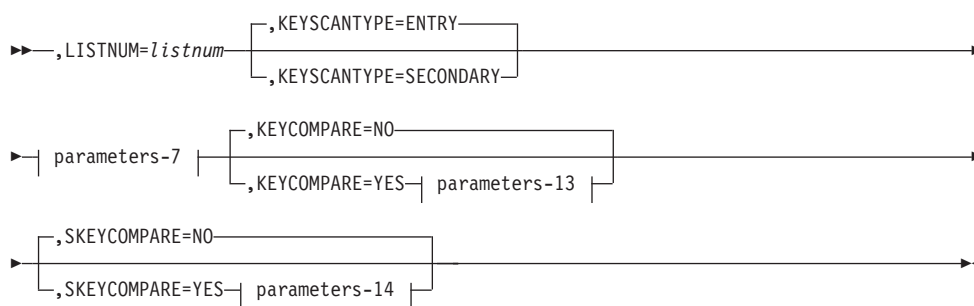 ,KEYSCANTYPE=ENTRY
,LISTNUM=listnum
,KEYSCANTYPE=SECONDARY
,KEYCOMPARE=NO
parameters-7
,KEYCOMPARE=YES parameters-13
,SKEYCOMPARE=NO
,SKEYCOMPARE=YES parameters-14